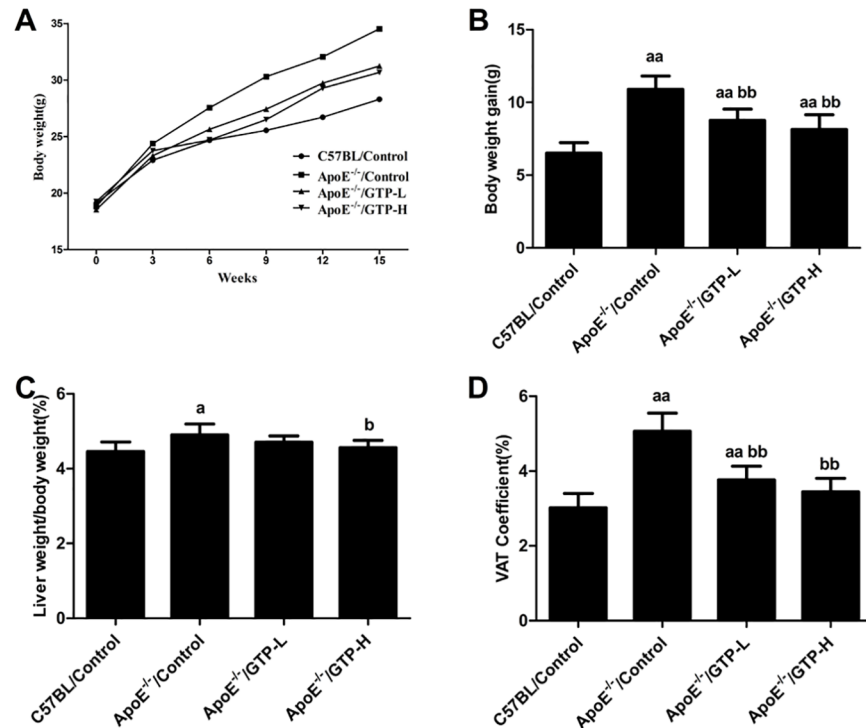 A
Body weight(g)
35
30
25
20
15
0 3 6 9 12 15
Weeks
C57BL/Control
ApoE-/-/Control
ApoE-/-/GTP-L
ApoE-/-/GTP-H
B
Body weight gain(g)
15
10
5
0
aa
aa bb
aa bb
C57BL/Control
ApoE-/-/Control
ApoE-/-/GTP-L
ApoE-/-/GTP-H
C
Liver weight/body weight(%)
6
4
2
0
a
b
C57BL/Control
ApoE-/-/Control
ApoE-/-/GTP-L
ApoE-/-/GTP-H
D
VAT Coefficient(%)
6
4
2
0
aa
aa bb
bb
C57BL/Control
ApoE-/-/Control
ApoE-/-/GTP-L
ApoE-/-/GTP-H